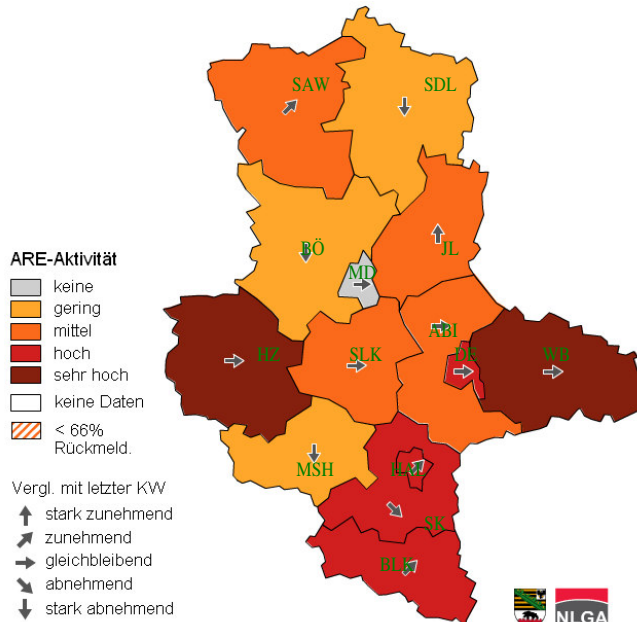 SAW
SDL
BÖ
JL
MD
ABI
HZ
SLK
DE
WB
MSH
HAL
SK
BLK
ARE-Aktivität
keine
gering
mittel
hoch
sehr hoch
keine Daten
< 66%
Rückmeld.
Vergl. mit letzter KW
stark zunehmend
zunehmend
gleichbleibend
abnehmend
stark abnehmend
NLGA